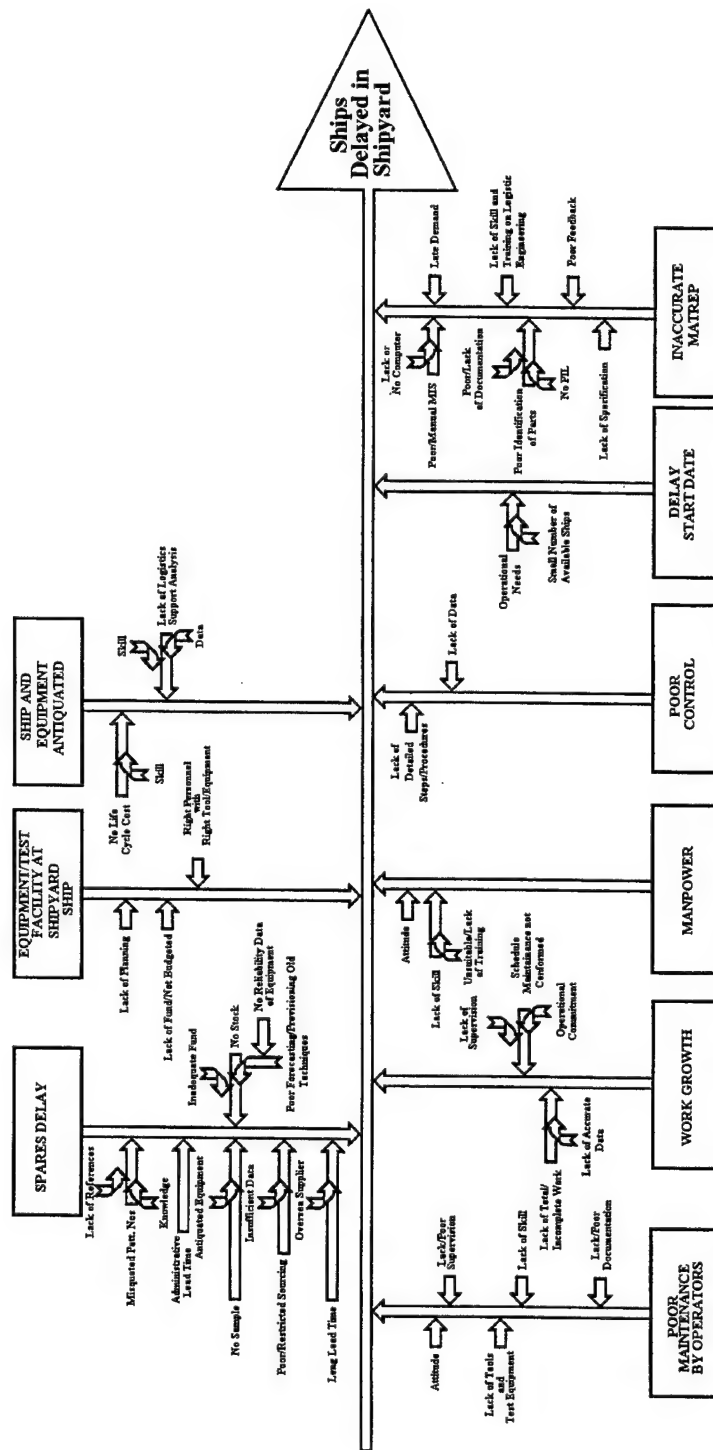 SPARES DELAY
EQUIPMENT/TEST
FACILITY AT
SHIPYARD
SHIP
SHIP AND
EQUIPMENT
ANTIQUATED
Lack of References
Misquoted Patt. Nos
Knowledge
Administrative
Lead Time
Antiquated Equipment
No Sample
Insufficient Data
Poor/Restricted Sourcing
Oversea Supplier
Long Lead Time
Inadequate Fund
No Stock
No Reliability Data
of Equipment
Poor Forecasting/Provisioning Old
Techniques
Lack of Planning
Lack of Fund/Not Budgeted
Right Personnel
with
Right Tool/Equipment
No Life
Cycle Cost
Skill
Skill
Lack of Logistics
Support Analysis
Data
Ships
Delayed in
Shipyard
Attitude
Lack/Poor
Supervision
Lack of Tools
and
Test Equipment
Lack of Skill
Lack/Poor
Documentation
Lack of Total/
Incomplete Work
Lack of Accurate
Data
Lack of
Supervision
Schedule
Maintainance not
Conformed
Operational
Commitment
Attitude
Lack of Skill
Unsuitable/Lack
of Training
Lack of
Detailed
Steps/Procedures
Lack of Data
Operational
Needs
Small Number of
Available Ships
Lack or
No Computer
Poor/Manual MIS
Poor/Lack
of Documentation
Poor Identification
of Parts
No PIL
Lack of Specification
Late Demand
Lack of Skill and
Training on Logistic
Engineering
Poor Feedback
POOR
MAINTENANCE
BY OPERATORS
WORK GROWTH
MANPOWER
POOR
CONTROL
DELAY
START DATE
INACCURATE
MATREP